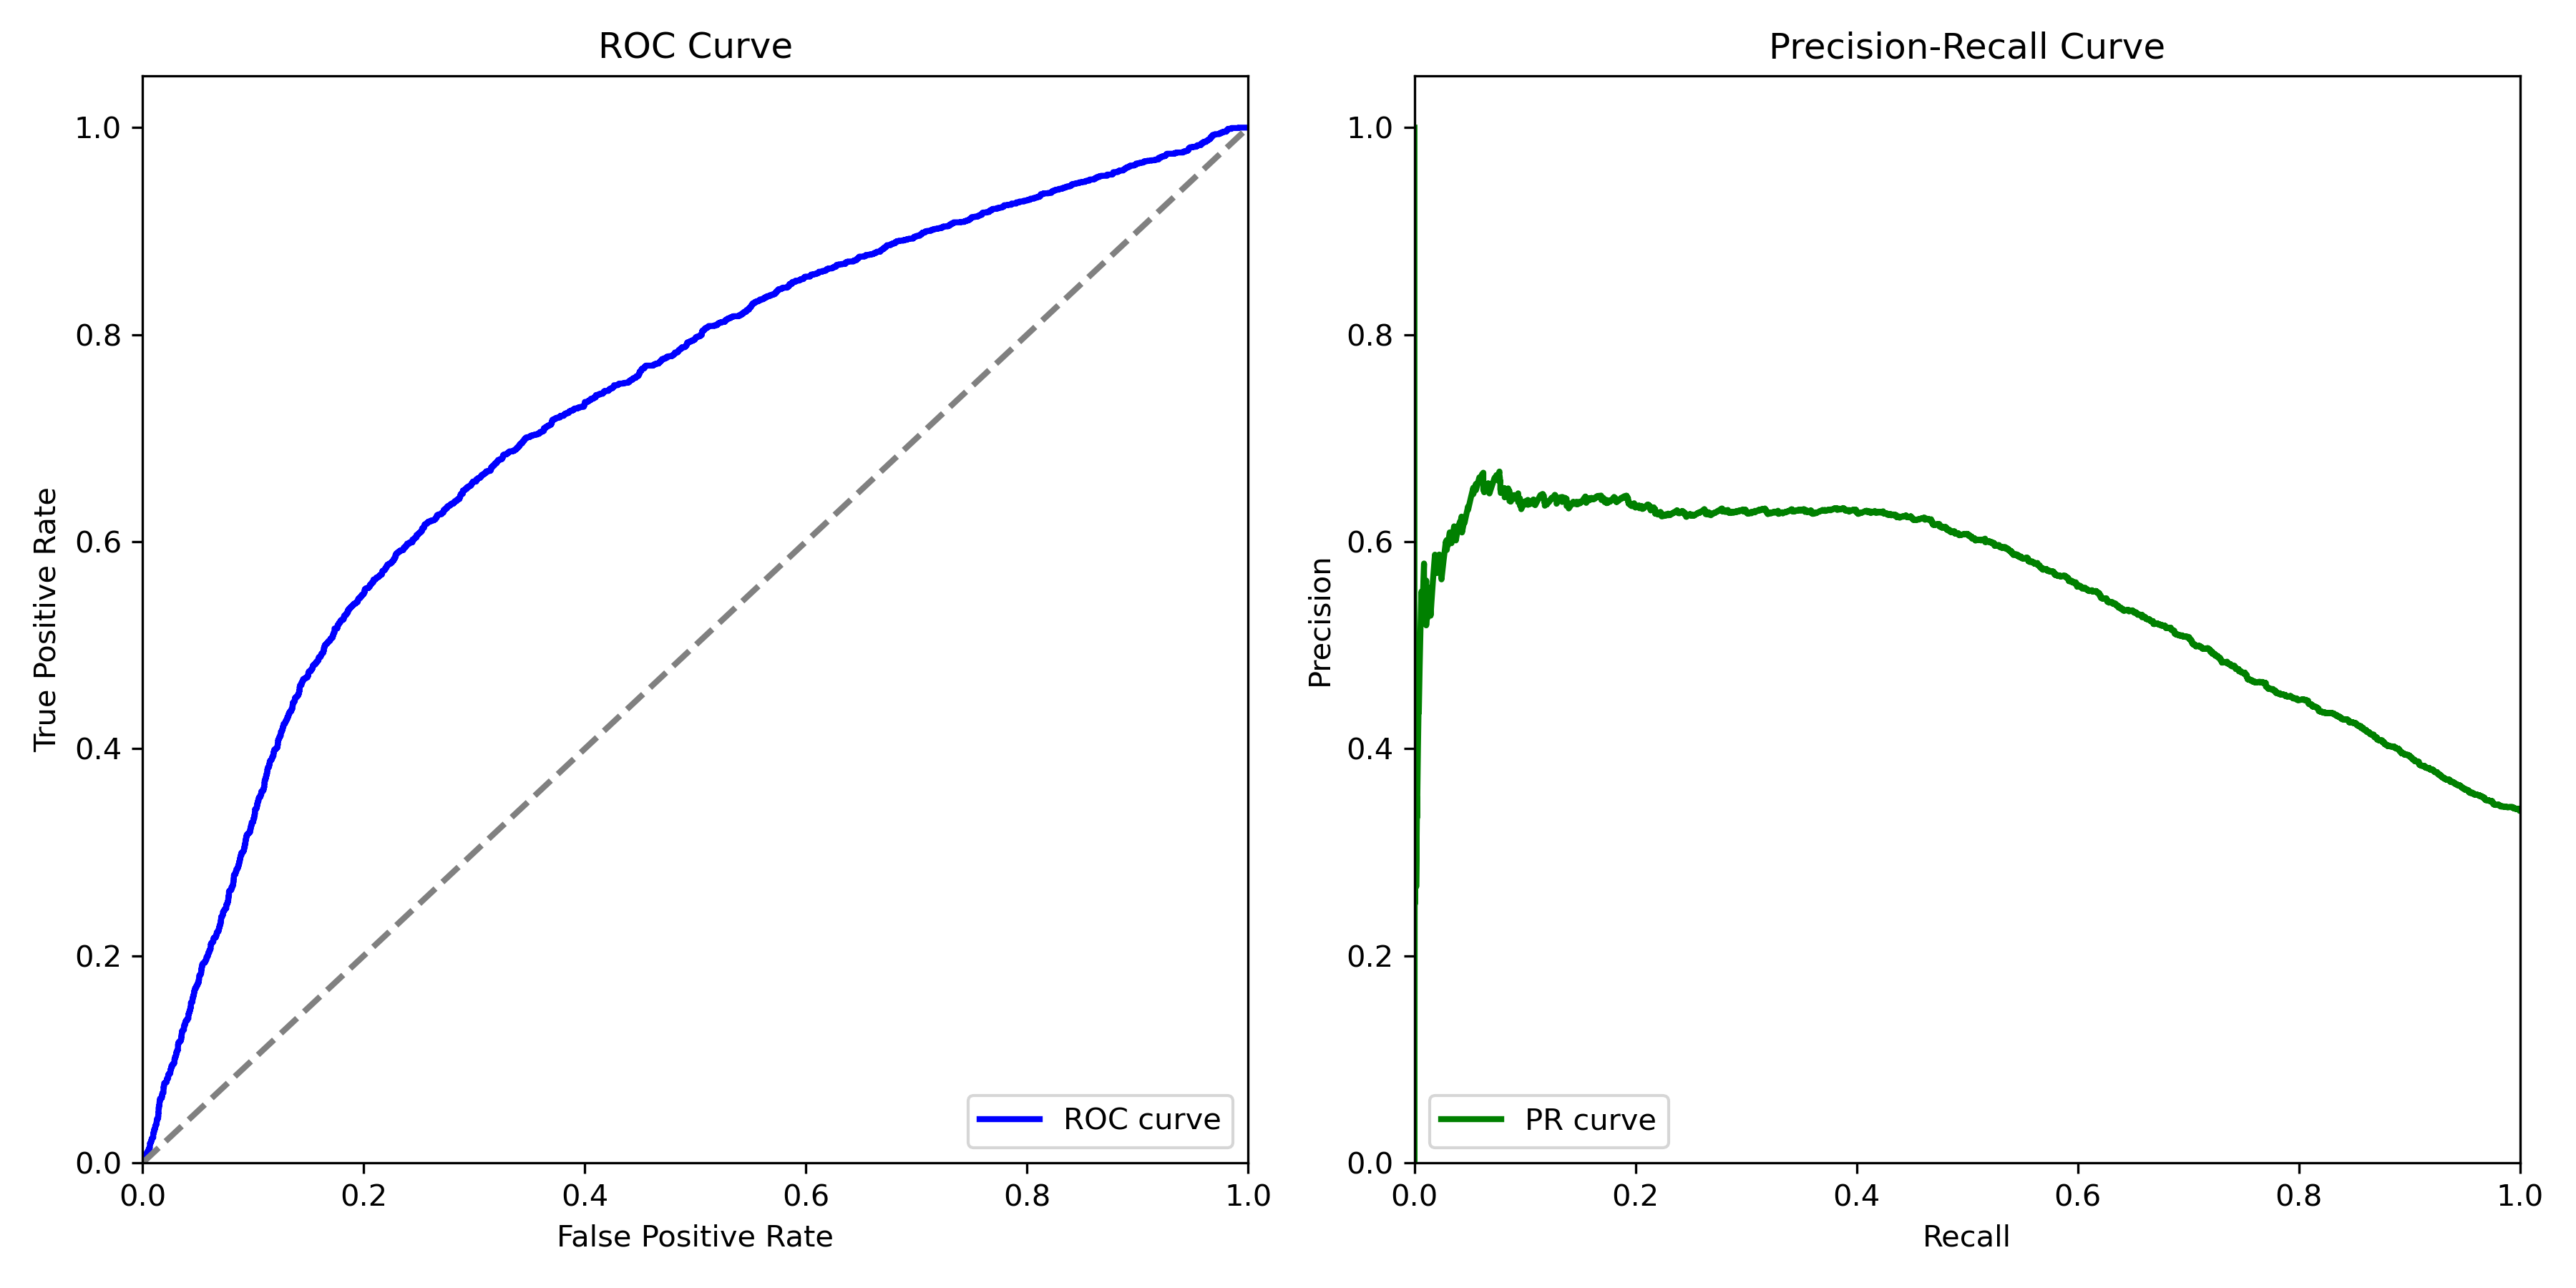 ROC Curve
1.0
0.8
0.6
0.4
0.2
0.0
True Positive Rate
0.0 0.2 0.4 0.6 0.8 1.0
False Positive Rate
ROC curve
Precision-Recall Curve
1.0
0.8
0.6
0.4
0.2
0.0
Precision
0.0 0.2 0.4 0.6 0.8 1.0
Recall
PR curve